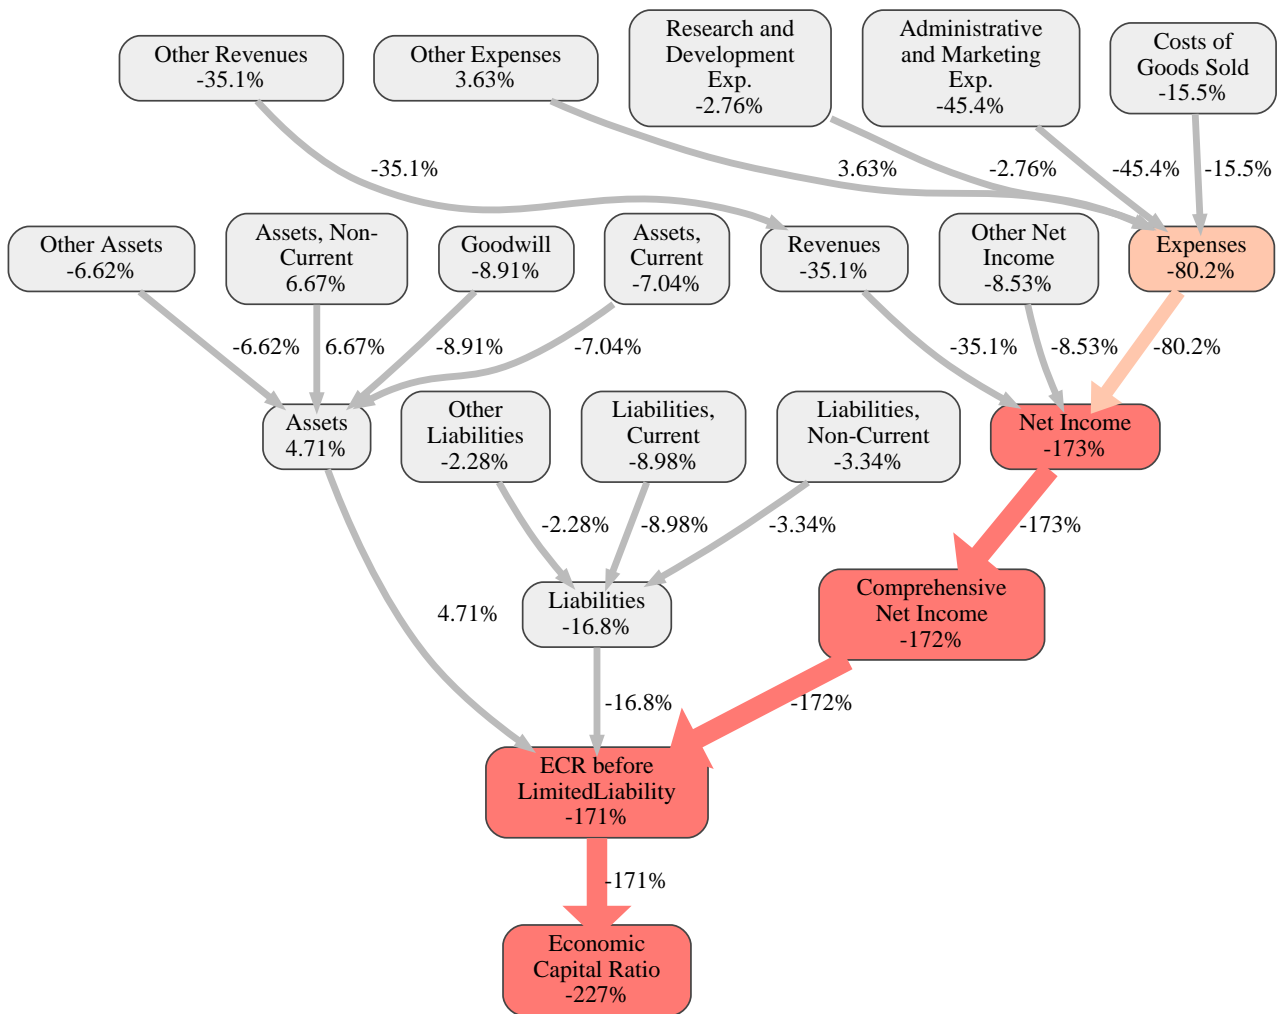 Other Revenues
-35.1%
Other Expenses
3.63%
Research and
Development
Exp.
-2.76%
Administrative
and Marketing
Exp.
-45.4%
Costs of
Goods Sold
-15.5%
-35.1%
3.63%
-2.76%
-45.4%
-15.5%
Other Assets
-6.62%
Assets, Non-
Current
6.67%
Goodwill
-8.91%
Assets,
Current
-7.04%
Revenues
-35.1%
Other Net
Income
-8.53%
Expenses
-80.2%
-6.62%
6.67%
-8.91%
-7.04%
-35.1%
-8.53%
-80.2%
Assets
4.71%
Other
Liabilities
-2.28%
Liabilities,
Current
-8.98%
Liabilities,
Non-Current
-3.34%
Net Income
-173%
-2.28%
-8.98%
-3.34%
-173%
4.71%
Liabilities
-16.8%
Comprehensive
Net Income
-172%
-16.8%
-172%
ECR before
LimitedLiability
-171%
-171%
Economic
Capital Ratio
-227%